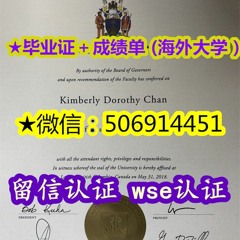 ★毕业证+成绩单 (海外大学)
By authority of the Board of Governors
and upon recommendation of the Faculty has conferred on
Kimberly Dorothy Chan
★微信：506914451
with all the attendant rights, privileges and responsibilities.
In witness whereof the seal of the University is affixed
Canada on May 31, 2018.
留信认证 wse认证